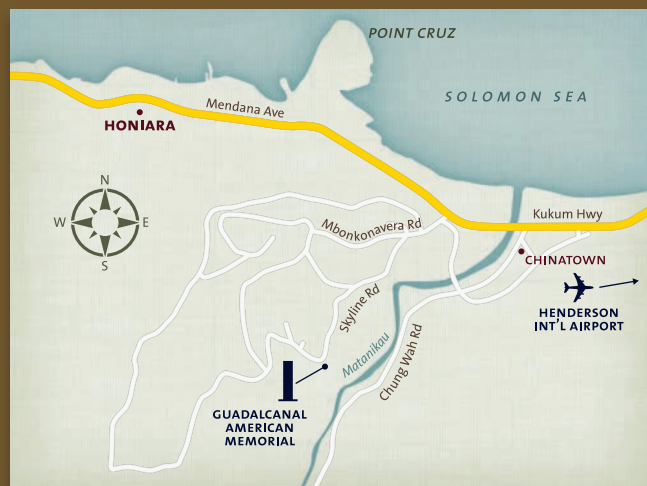 POINT CRUZ
SOLOMON SEA
Mendana Ave
HONIARA
N
W
E
S
Mbonkonavera Rd
Kukum Hwy
CHINATOWN
HENDERSON
INT'L AIRPORT
Skyline Rd
Matanikau
Chung Wah Rd
GUADALCANAL
AMERICAN
MEMORIAL